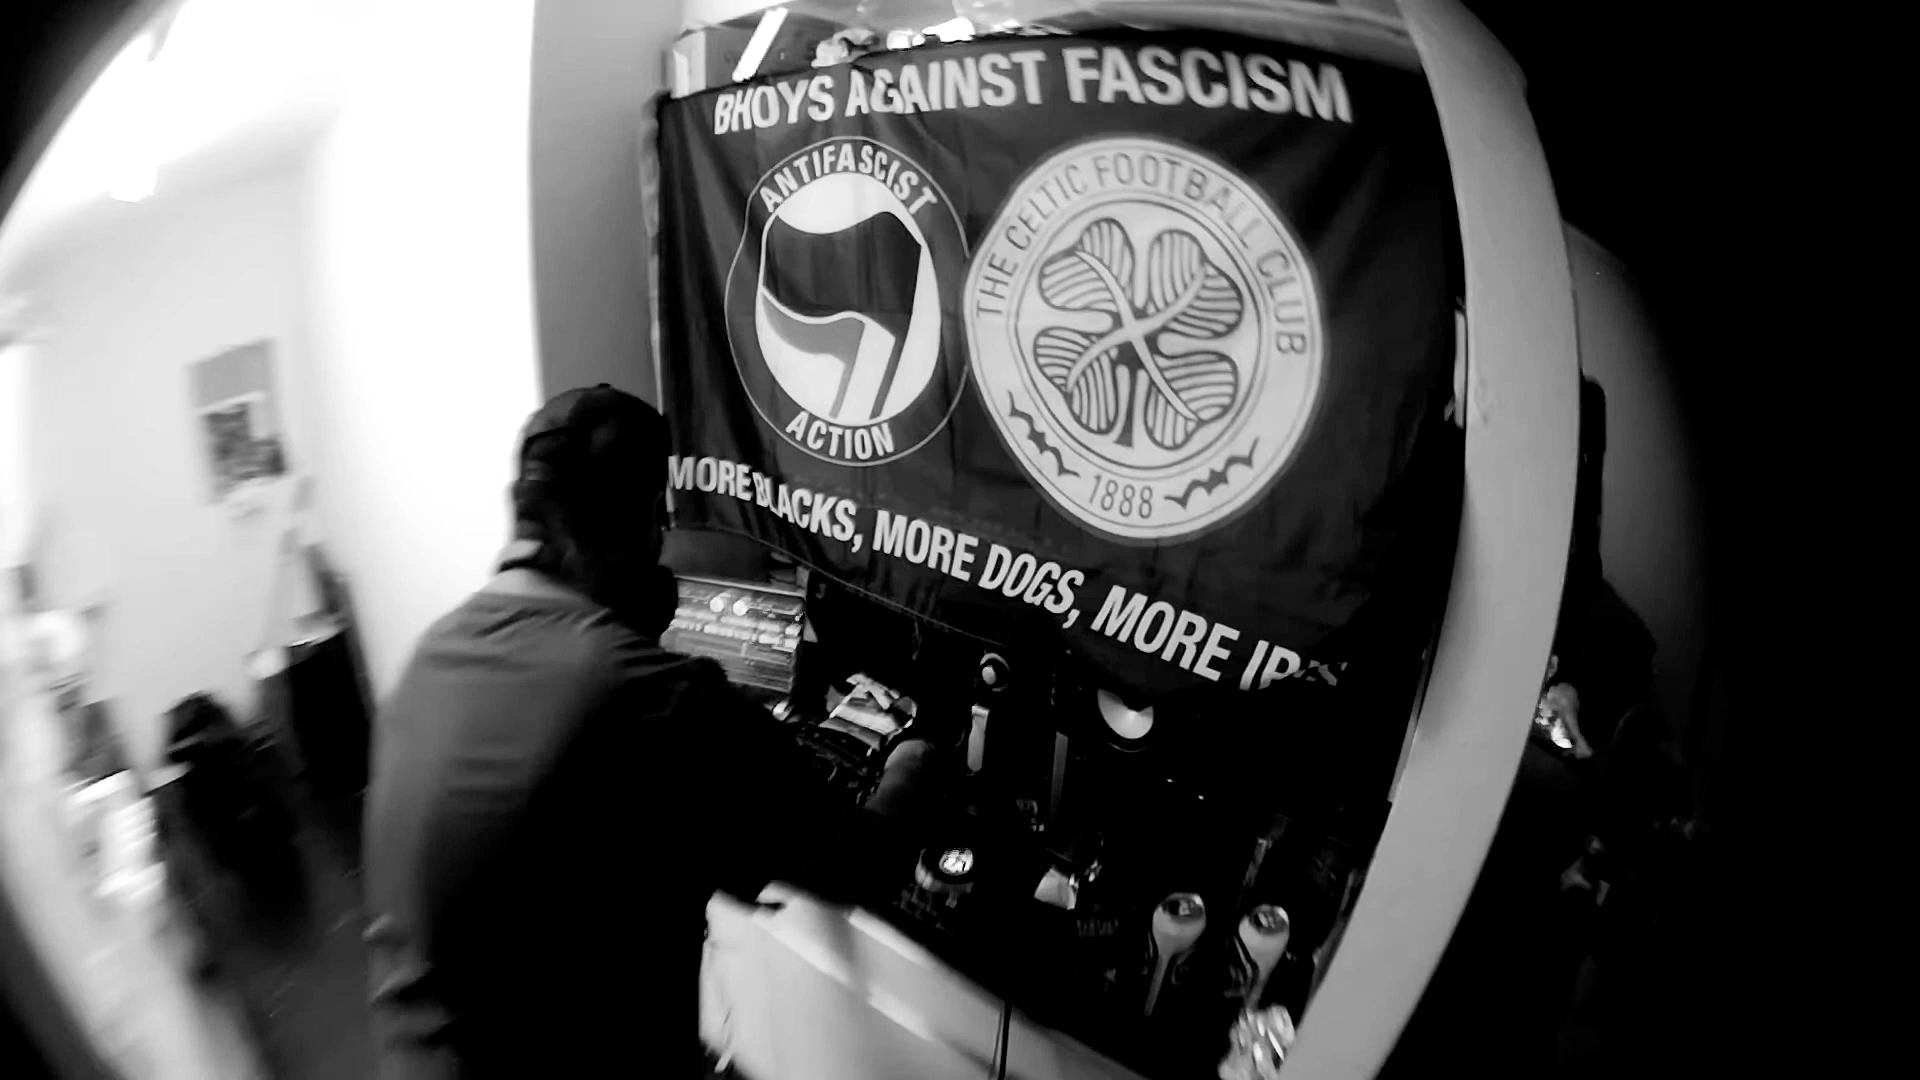 BHOYS AGAINST FASCISM
ANTIFASCIST
ACTION
THE CELTIC FOOTBALL CLUB
1888
MORE BLACKS, MORE DOGS, MORE